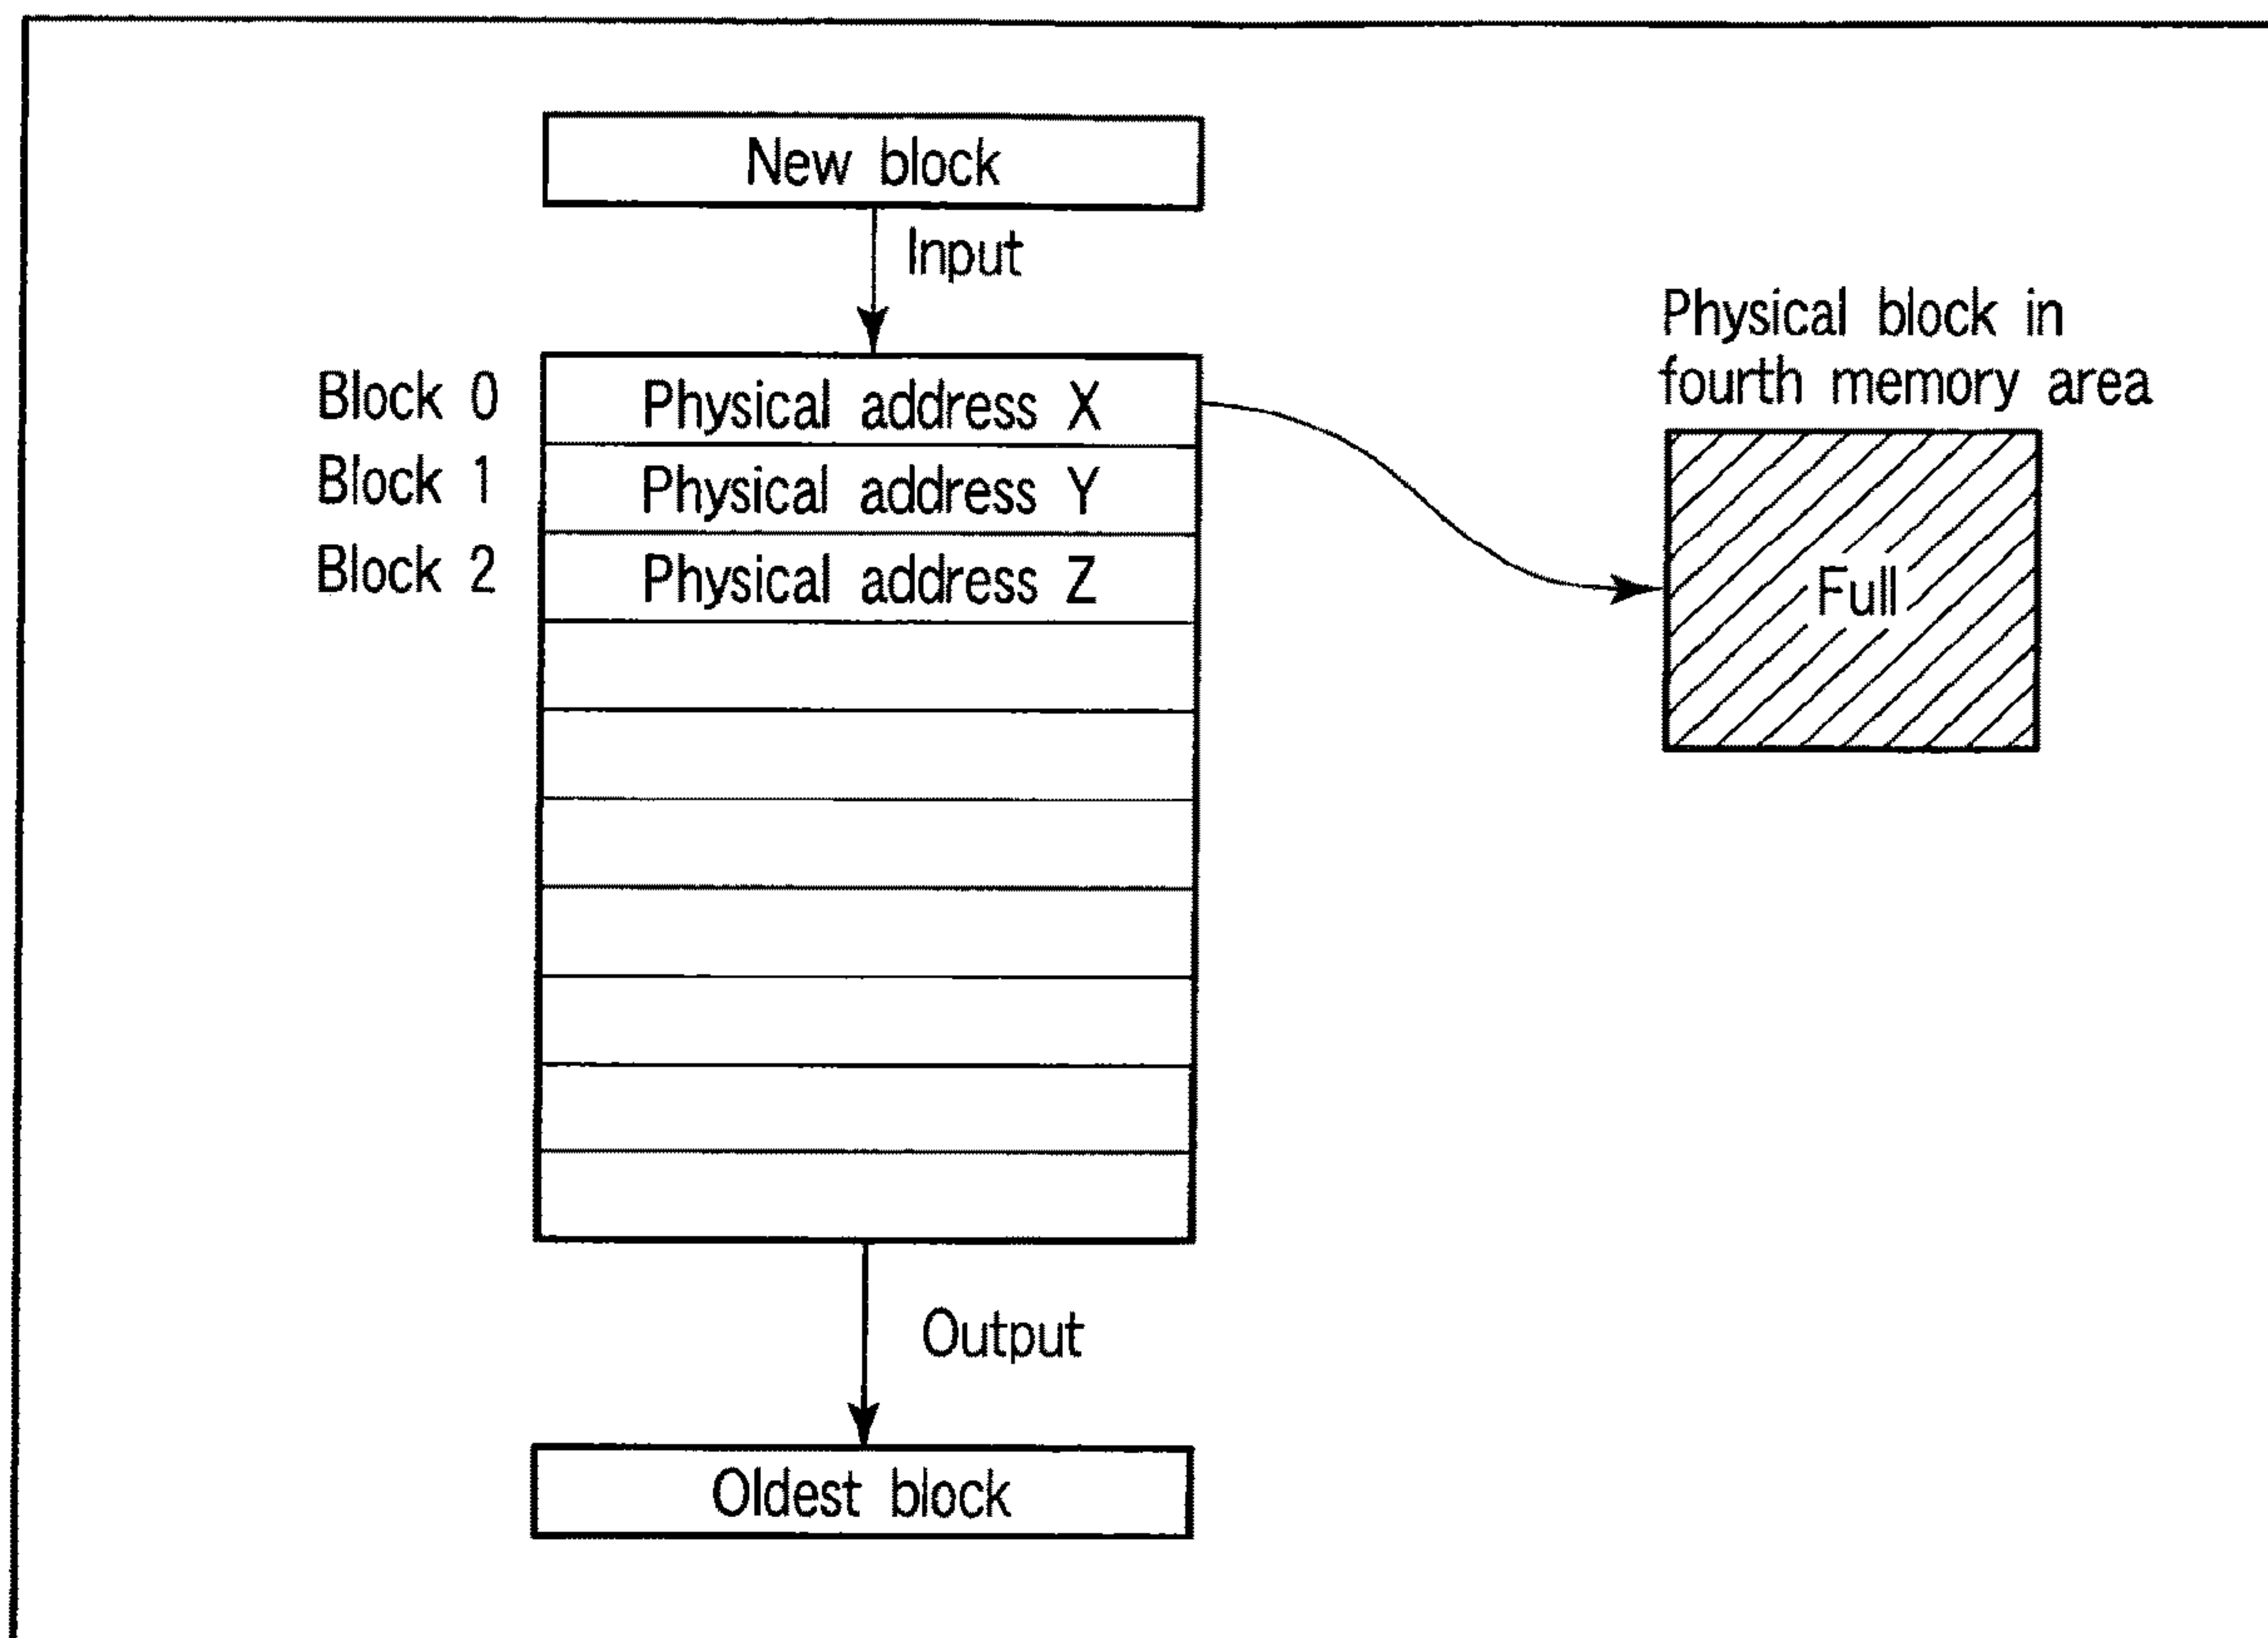 New block
Input
Physical block in
fourth memory area
Block 0 Physical address X
Block 1 Physical address Y
Block 2 Physical address Z
Full
Output
Oldest block